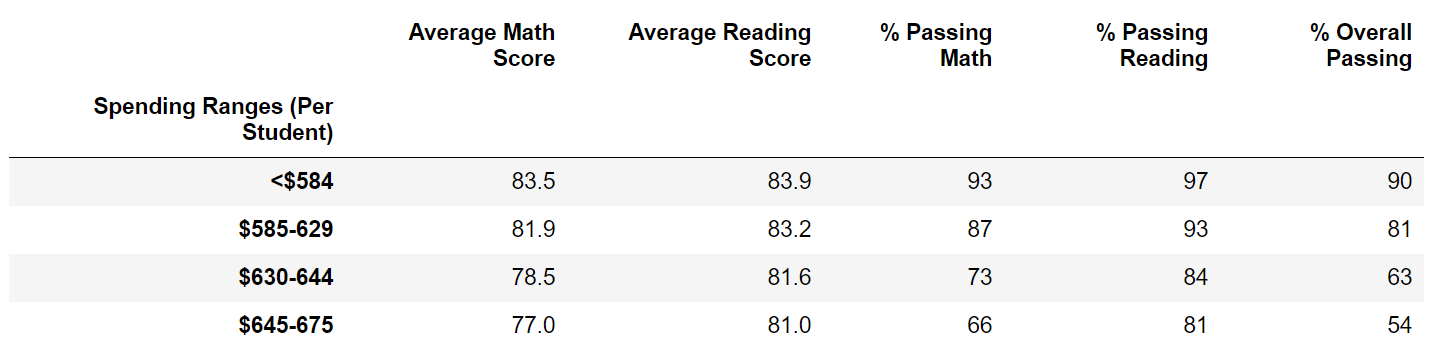 Average Math Score Average Reading Score % Passing Math % Passing Reading % Overall Passing
Spending Ranges (Per Student)
<$584 83.5 83.9 93 97 90
$585-629 81.9 83.2 87 93 81
$630-644 78.5 81.6 73 84 63
$645-675 77.0 81.0 66 81 54